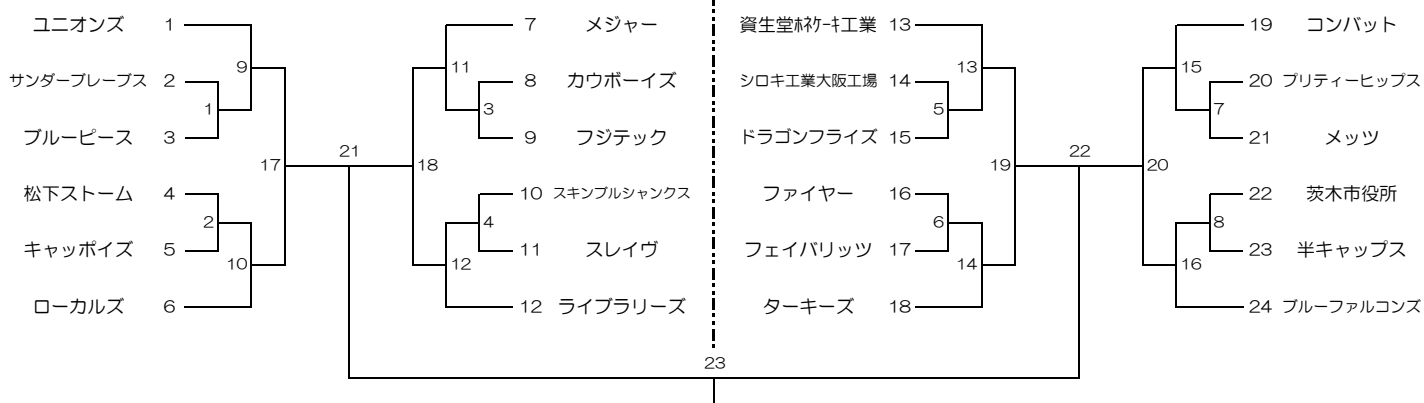 ユニオンズ 1
サンダーブレーブス 2
ブルーピース 3
松下ストーム 4
キャッポイズ 5
ローカルズ 6
1
2
9
10
17
21
18
11
3
4
12
7 メジャー
8 カウボーイズ
9 フジテック
10 スキンブルシャンクス
11 スレイヴ
12 ライブラリーズ
資生堂ホネケーキ工業 13
シロキ工業大阪工場 14
ドラゴンフライズ 15
ファイヤー 16
フェイバリッツ 17
ターキーズ 18
13
5
6
14
19
22
20
15
7
8
16
19 コンバット
20 プリティーヒップス
21 メッツ
22 茨木市役所
23 半キャップス
24 ブルーファルコンズ
23